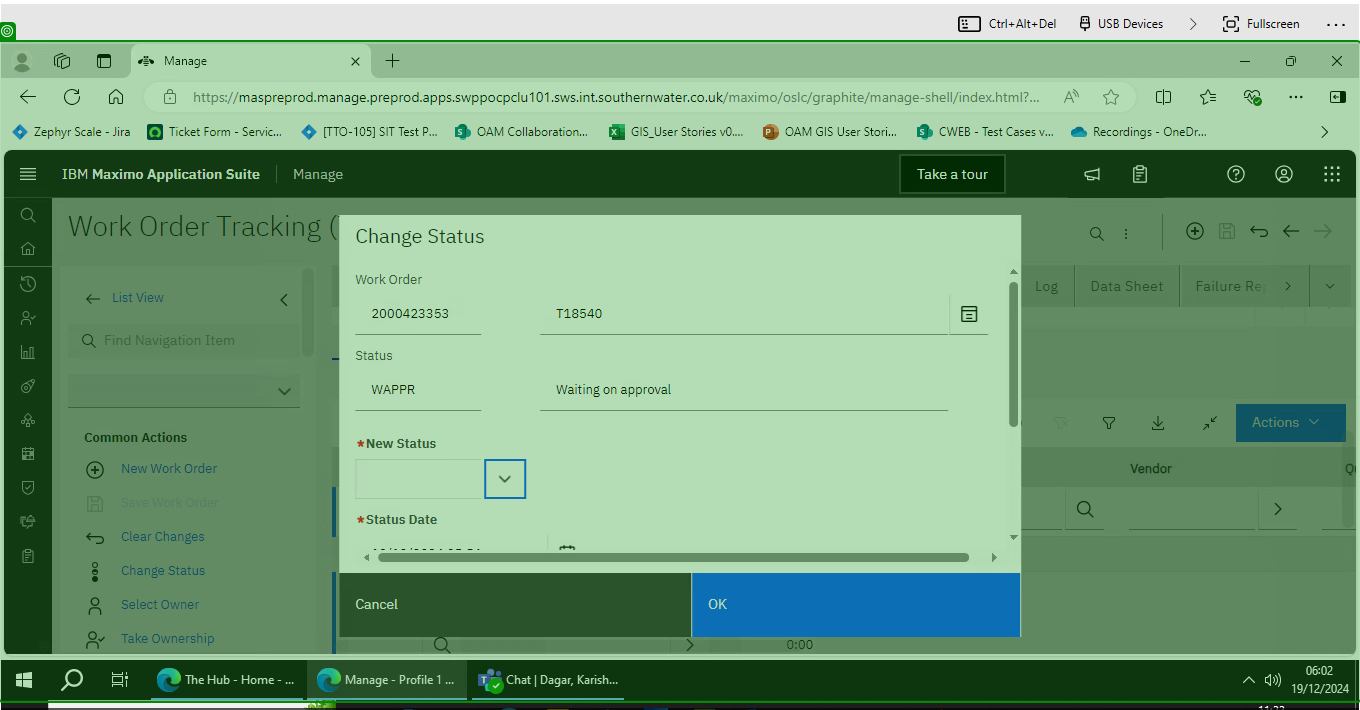 Ctrl+Alt+Del USB Devices Fullscreen
Manage
https://maspreprod.manage.preprod.apps.swppocpclu101.sws.int.southernwater.co.uk/maximo/oslc/graphite/manage-shell/index.html?...
Zephyr Scale - Jira Ticket Form - Servic... [TTO-105] SIT Test P... OAM Collaboration... GIS_User Stories v0.... OAM GIS User Stori... CWEB - Test Cases v... Recordings - OneDr...
IBM Maximo Application Suite Manage Take a tour
Work Order Tracking (
List View
Find Navigation Item
Common Actions
New Work Order
Save Work Order
Clear Changes
Change Status
Select Owner
Take Ownership
Change Status
Work Order
2000423353 T18540
Status
WAPPR Waiting on approval
*New Status
*Status Date
Cancel OK
Log Data Sheet Failure Re
Actions
Vendor
0:00
The Hub - Home - ... Manage - Profile 1 ... Chat | Dagar, Karish...
06:02
19/12/2024